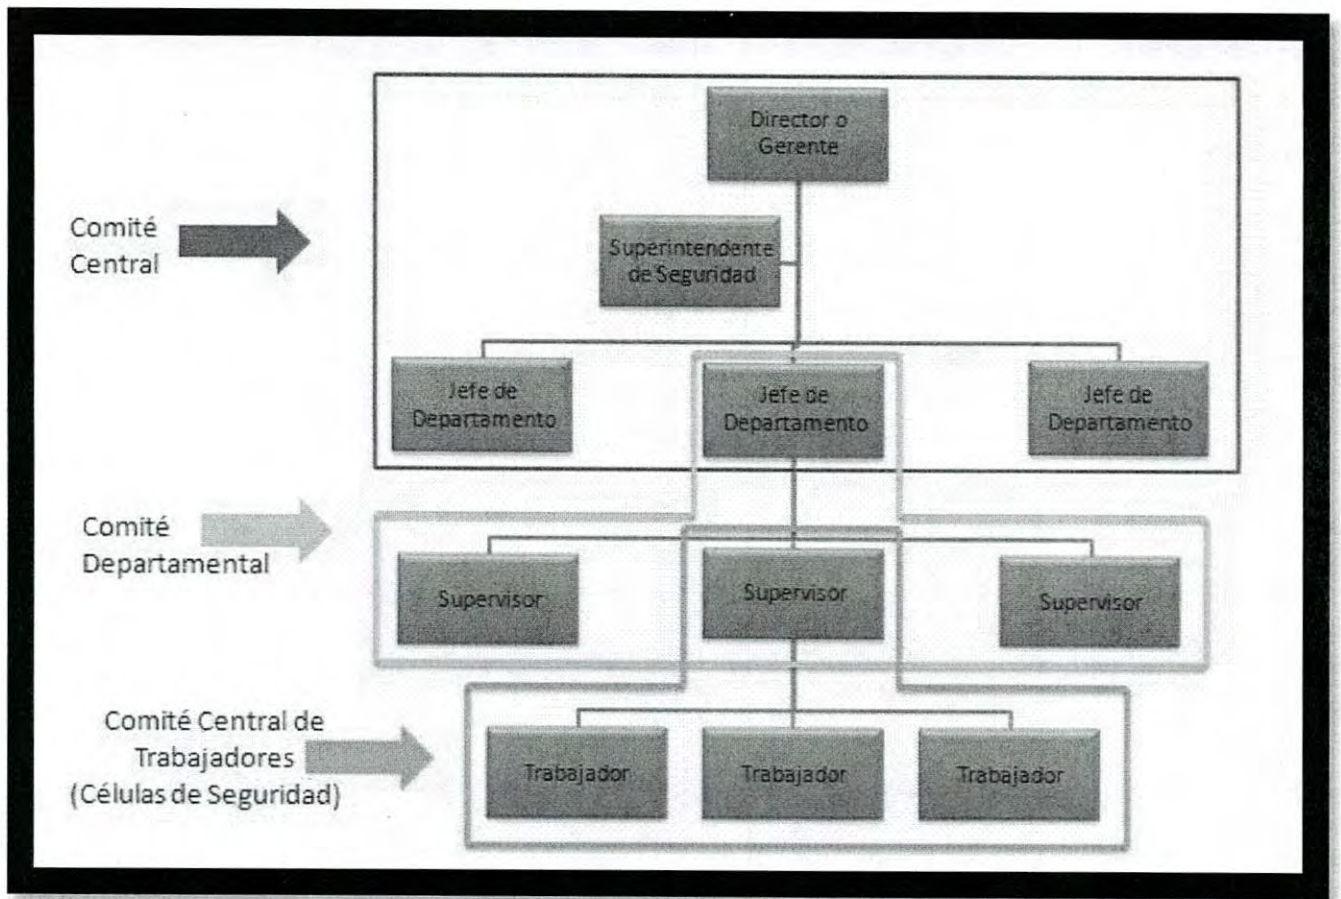 Director o
Gerente
Comité
Central
Superintendente
de Seguridad
Jefe de
Departamento
Jefe de
Departamento
Jefe de
Departamento
Comité
Departamental
Supervisor
Supervisor
Supervisor
Comité Central de
Trabajadores
(Células de Seguridad)
Trabajador
Trabajador
Trabajador